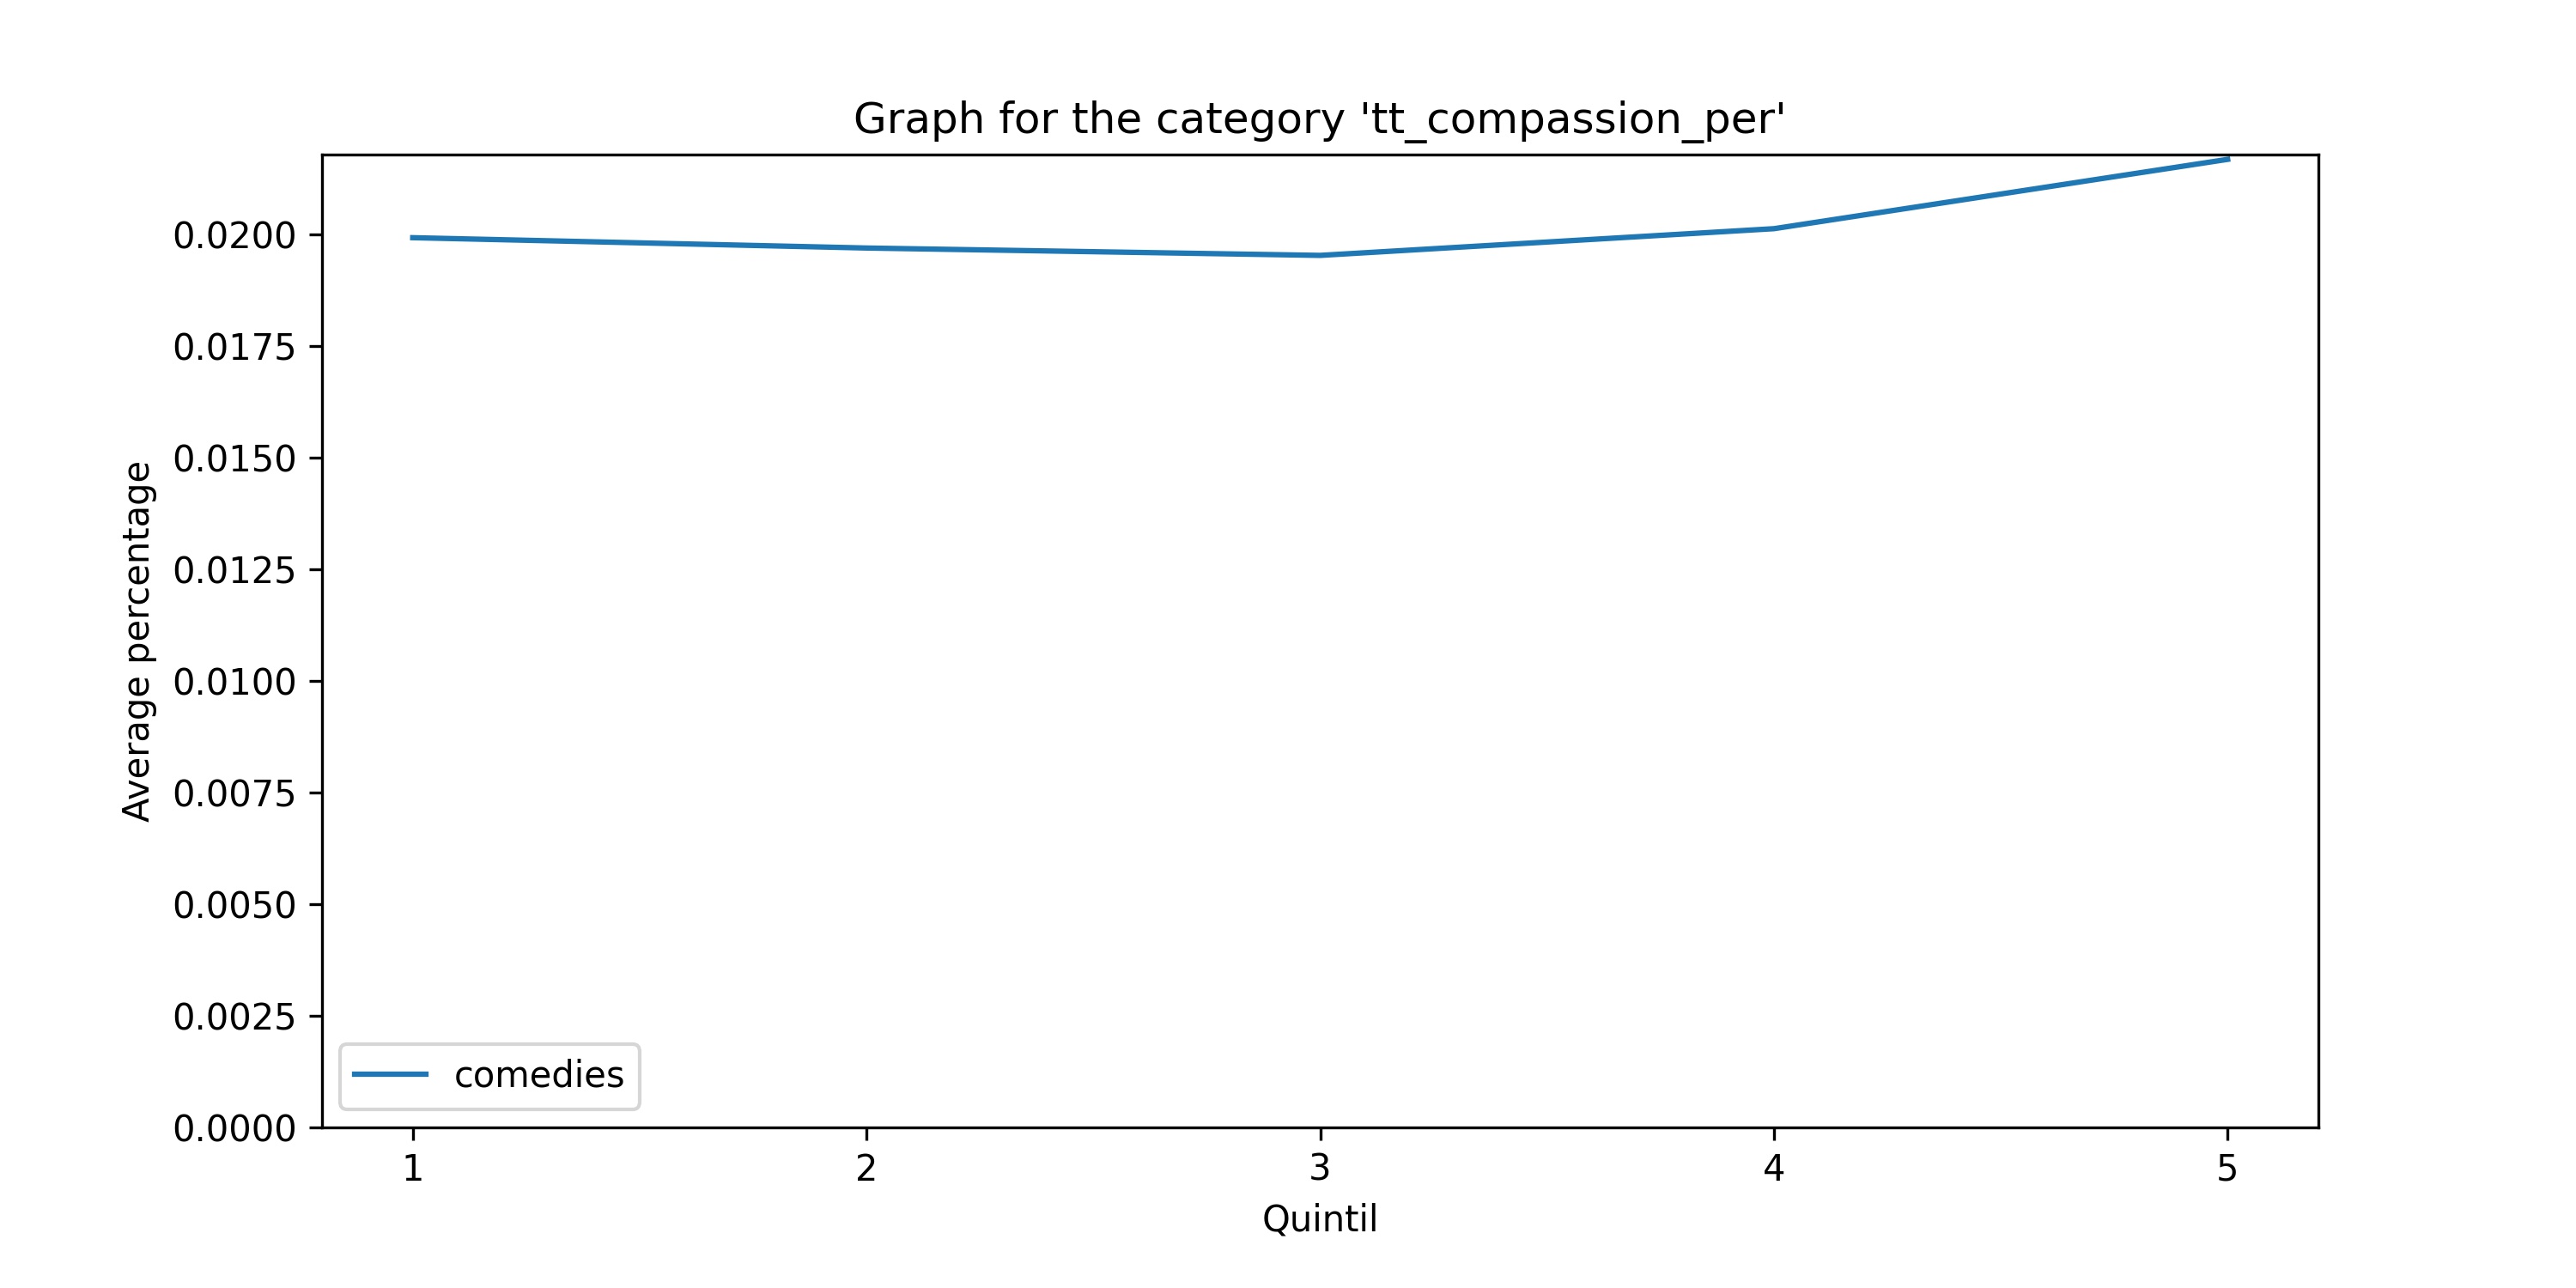 Graph for the category 'tt_compassion_per'
Average percentage
0.0200
0.0175
0.0150
0.0125
0.0100
0.0075
0.0050
0.0025
0.0000
comedies
1 2 3 4 5
Quintil